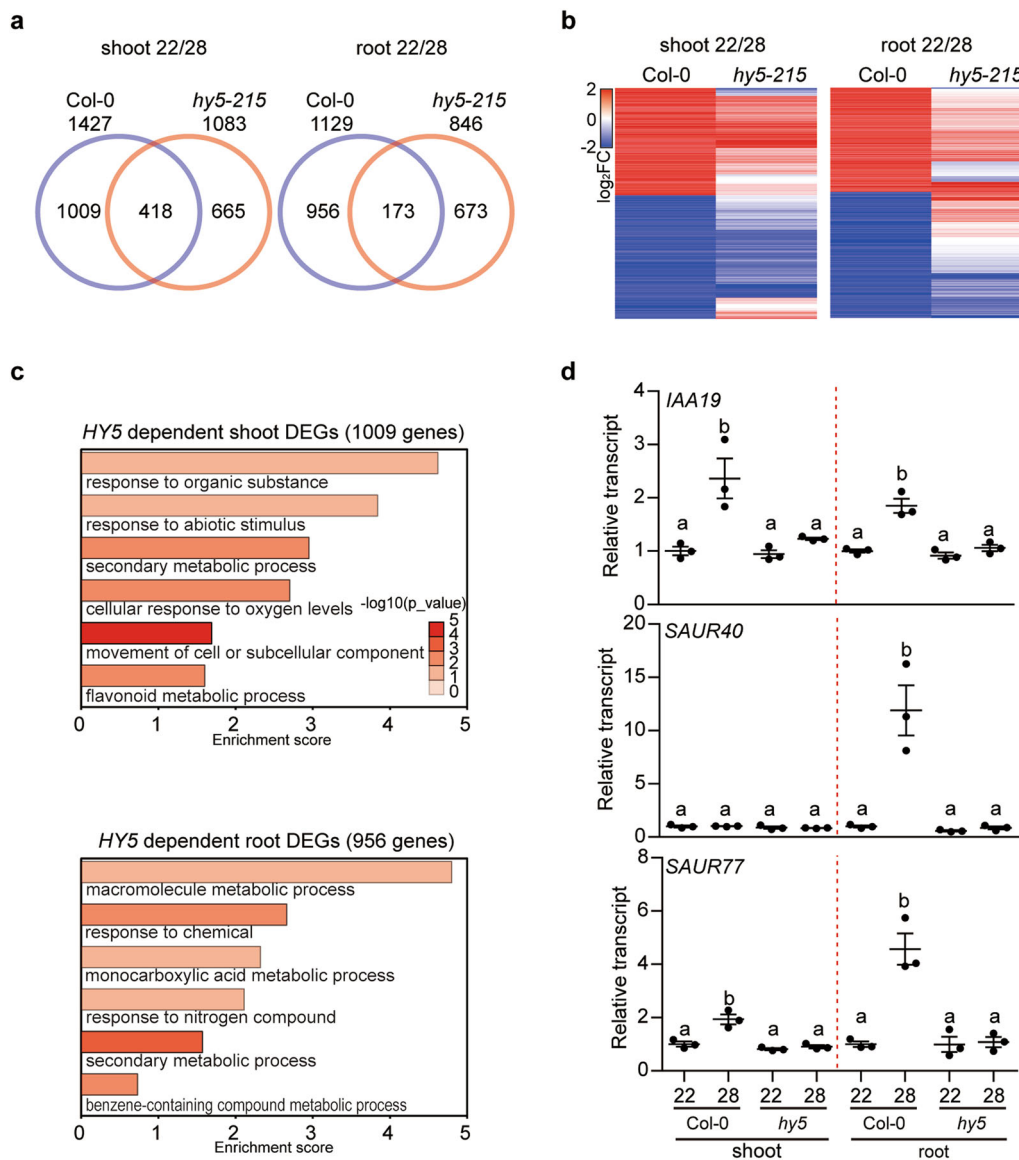 a
shoot 22/28
root 22/28
Col-0
1427
hy5-215
1083
Col-0
1129
hy5-215
846
1009
418
665
956
173
673
b
shoot 22/28
root 22/28
Col-0
hy5-215
Col-0
hy5-215
2
0
-2
log₂FC
c
HY5 dependent shoot DEGs (1009 genes)
response to organic substance
response to abiotic stimulus
secondary metabolic process
cellular response to oxygen levels
movement of cell or subcellular component
flavonoid metabolic process
-log10(p_value)
5
4
3
2
1
0
0 1 2 3 4 5
Enrichment score
HY5 dependent root DEGs (956 genes)
macromolecule metabolic process
response to chemical
monocarboxylic acid metabolic process
response to nitrogen compound
secondary metabolic process
benzene-containing compound metabolic process
0 1 2 3 4 5
Enrichment score
d
IAA19
Relative transcript
4
3
2
1
0
a b a a a b a a
SAUR40
Relative transcript
20
15
10
5
0
a a a a a b a a
SAUR77
Relative transcript
8
6
4
2
0
a b a a a b a a
22 28 22 28 22 28 22 28
Col-0 hy5 Col-0 hy5
shoot root